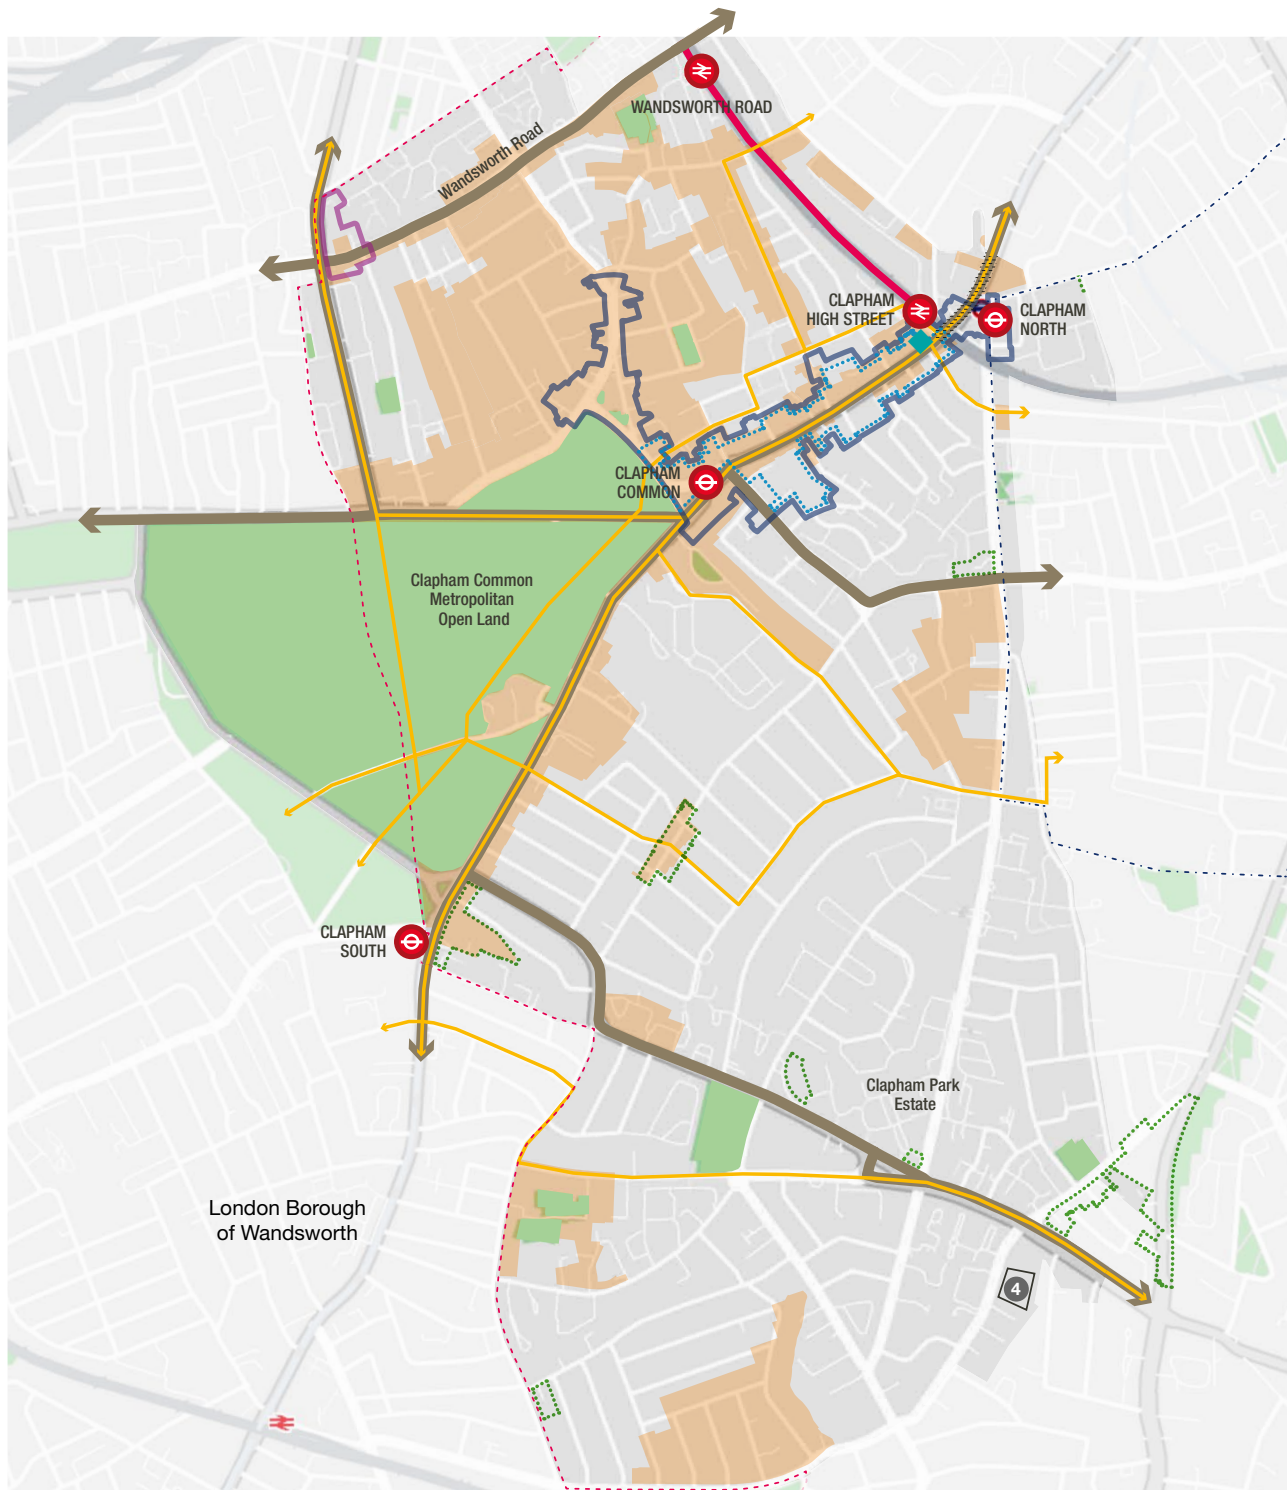 WANDSWORTH ROAD
Wandsworth Road
CLAPHAM
HIGH STREET
CLAPHAM
NORTH
CLAPHAM
COMMON
Clapham Common
Metropolitan
Open Land
CLAPHAM
SOUTH
Clapham Park
Estate
London Borough
of Wandsworth
4